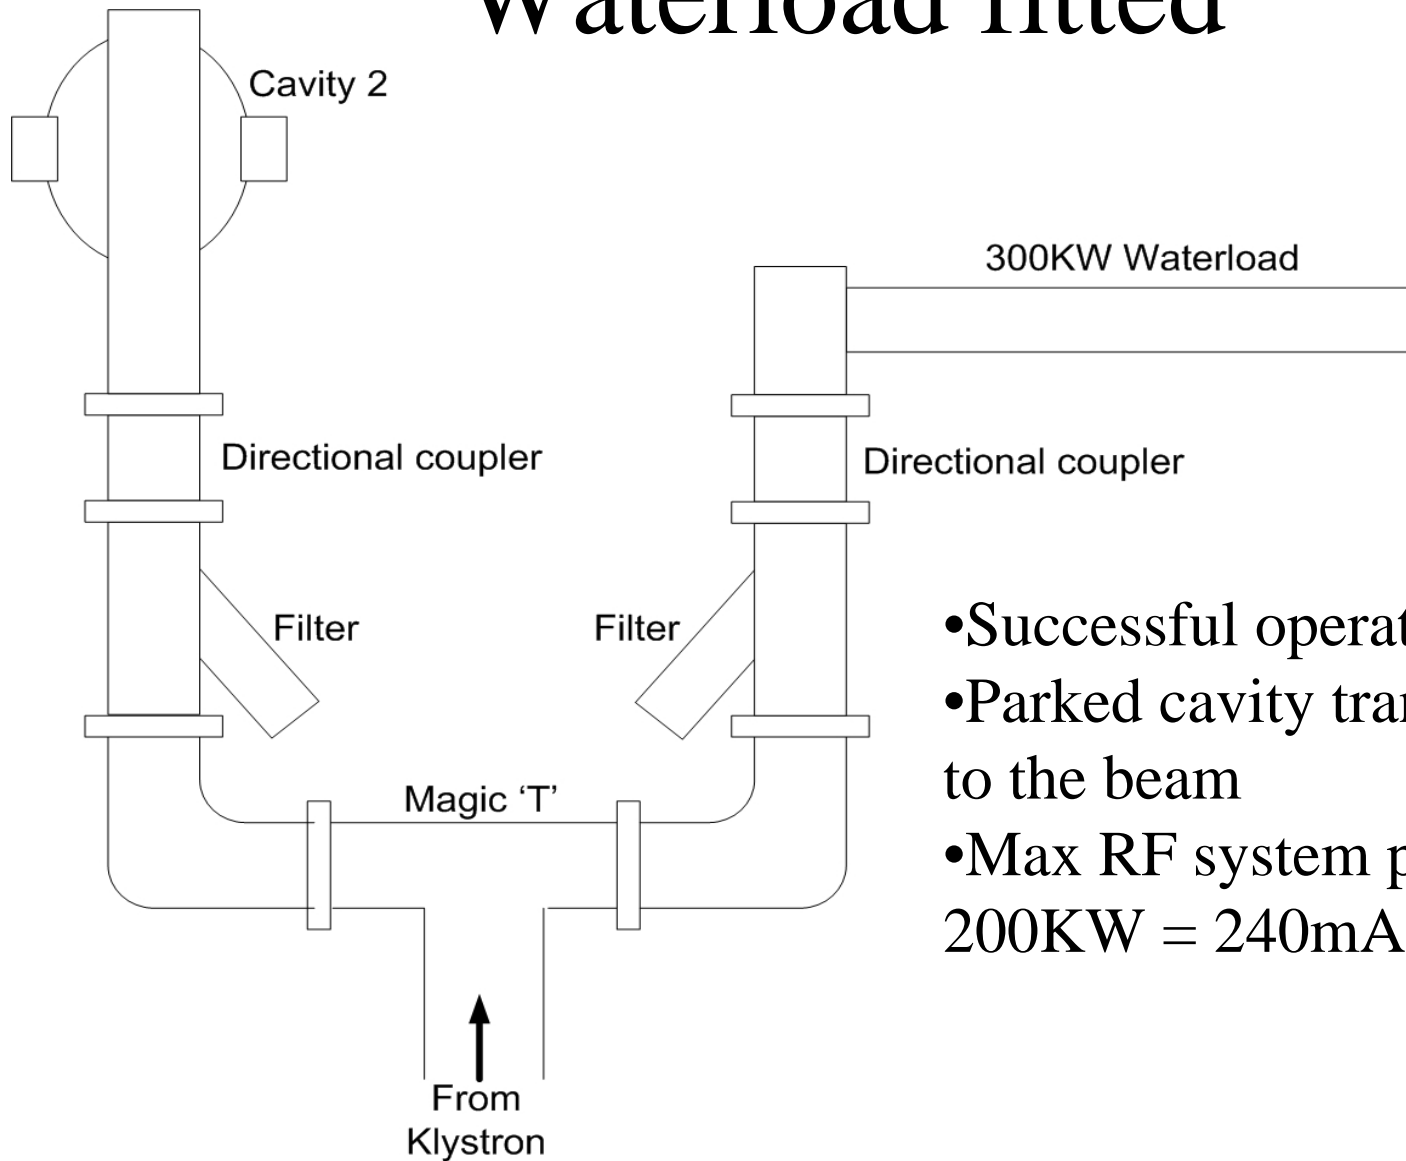 Waterload fitted
Cavity 2
300KW Waterload
Directional coupler
Directional coupler
Filter
Filter
•Successful operat
•Parked cavity tran
to the beam
Magic ‘T’
•Max RF system p
200KW = 240mA
From
Klystron